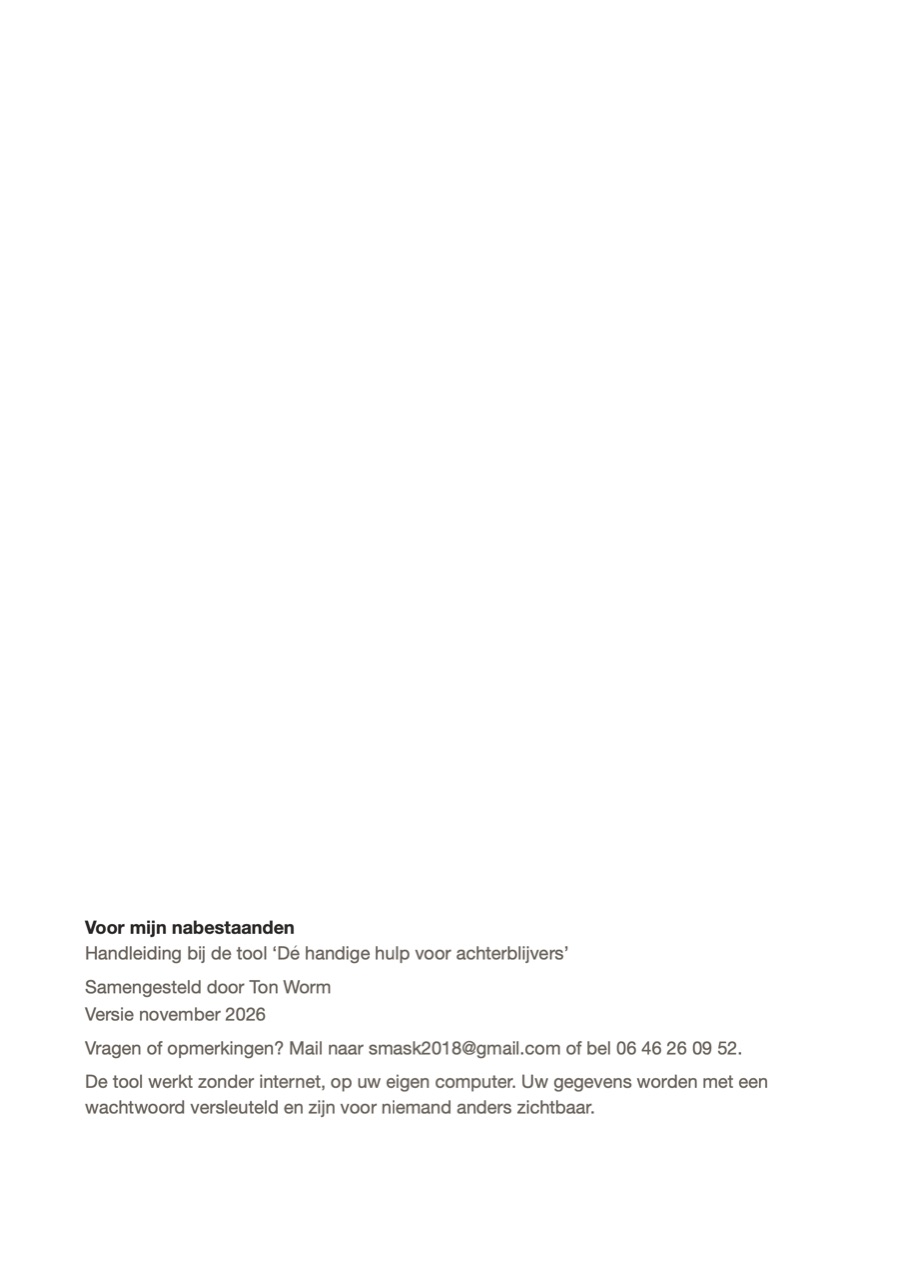 Voor mijn nabestaanden
Handleiding bij de tool ‘Dé handige hulp voor achterblijvers’
Samengesteld door Ton Worm
Versie november 2026
Vragen of opmerkingen? Mail naar smask2018@gmail.com of bel 06 46 26 09 52.
De tool werkt zonder internet, op uw eigen computer. Uw gegevens worden met een
wachtwoord versleuteld en zijn voor niemand anders zichtbaar.